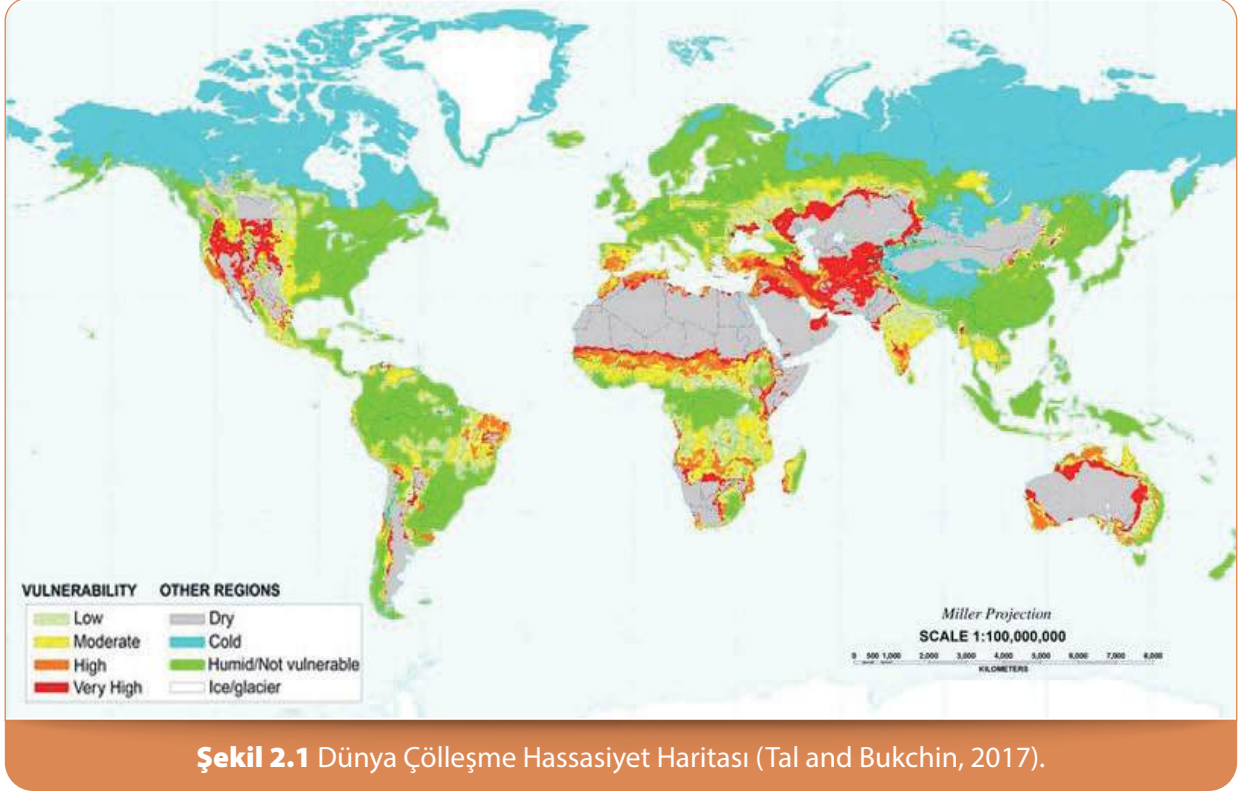 VULNERABILITY OTHER REGIONS
Low Dry
Moderate Cold
High Humid/Not vulnerable
Very High Ice/glacier
Miller Projection
SCALE 1:100,000,000
0 500 1,000 2,000 3,000 4,000 5,000 6,000 7,000 8,000
KILOMETERS
Şekil 2.1 Dünya Çölleşme Hassasiyet Haritası (Tal and Bukchin, 2017).